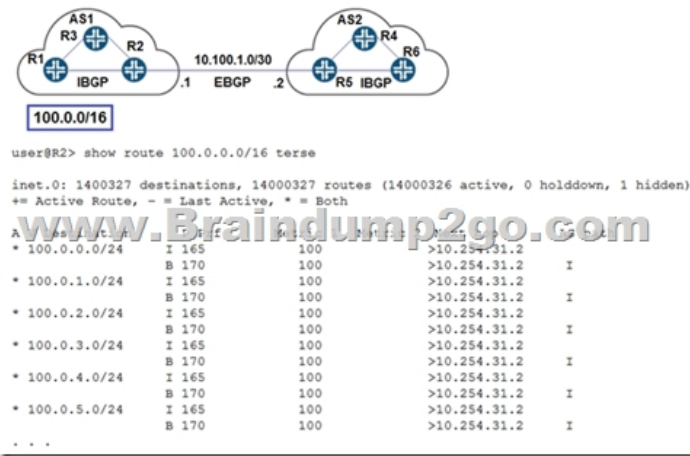 AS1
AS2
R3
R4
R1
R2
R6
10.100.1.0/30
IBGP
.1
EBGP
.2
R5
IBGP
100.0.0/16
user@R2> show route 100.0.0.0/16 terse
inet.0: 1400327 destinations, 14000327 routes (14000326 active, 0 holddown, 1 hidden)
+= Active Route, - = Last Active, * = Both
www.Braindump2go.com
* 100.0.0.0/24 I 165 100 >10.254.31.2
B 170 100 >10.254.31.2 I
* 100.0.1.0/24 I 165 100 >10.254.31.2
B 170 100 >10.254.31.2 I
* 100.0.2.0/24 I 165 100 >10.254.31.2
B 170 100 >10.254.31.2 I
* 100.0.3.0/24 I 165 100 >10.254.31.2
B 170 100 >10.254.31.2 I
* 100.0.4.0/24 I 165 100 >10.254.31.2
B 170 100 >10.254.31.2 I
* 100.0.5.0/24 I 165 100 >10.254.31.2
B 170 100 >10.254.31.2 I
. . .